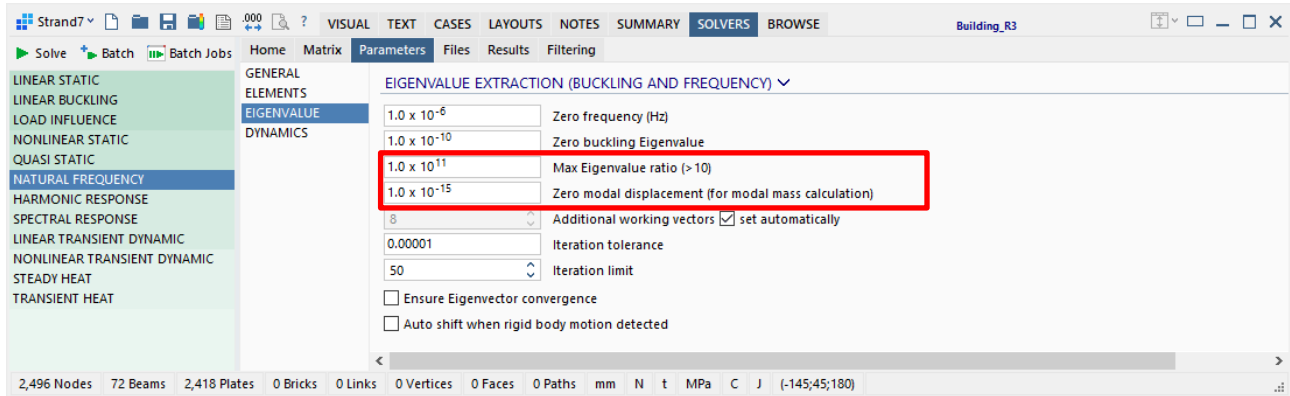 Strand7 .000 ? VISUAL TEXT CASES LAYOUTS NOTES SUMMARY SOLVERS BROWSE Building_R3
Solve Batch Batch Jobs Home Matrix Parameters Files Results Filtering
LINEAR STATIC
LINEAR BUCKLING
LOAD INFLUENCE
NONLINEAR STATIC
QUASI STATIC
NATURAL FREQUENCY
HARMONIC RESPONSE
SPECTRAL RESPONSE
LINEAR TRANSIENT DYNAMIC
NONLINEAR TRANSIENT DYNAMIC
STEADY HEAT
TRANSIENT HEAT
GENERAL
ELEMENTS
EIGENVALUE
DYNAMICS
EIGENVALUE EXTRACTION (BUCKLING AND FREQUENCY)
1.0 x 10⁻⁶ Zero frequency (Hz)
1.0 x 10⁻¹⁰ Zero buckling Eigenvalue
1.0 x 10¹¹ Max Eigenvalue ratio (>10)
1.0 x 10⁻¹⁵ Zero modal displacement (for modal mass calculation)
8 Additional working vectors set automatically
0.00001 Iteration tolerance
50 Iteration limit
Ensure Eigenvector convergence
Auto shift when rigid body motion detected
2,496 Nodes 72 Beams 2,418 Plates 0 Bricks 0 Links 0 Vertices 0 Faces 0 Paths mm N t MPa C J (-145;45;180)